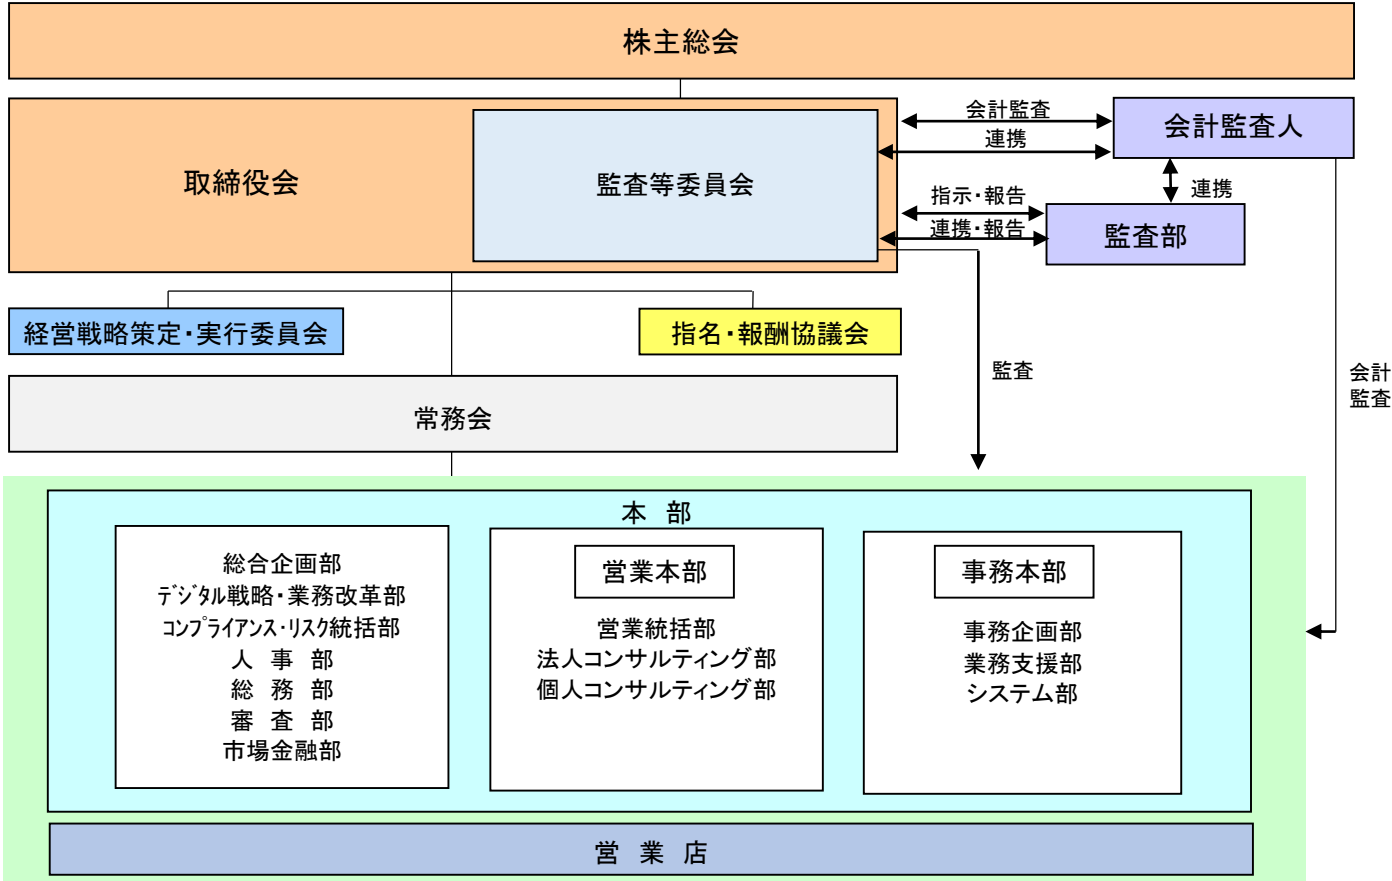 株主総会
取締役会
監査等委員会
会計監査
連携
会計監査人
連携
指示・報告
連携・報告
監査部
経営戦略策定・実行委員会
指名・報酬協議会
監査
会計
監査
常務会
本 部
総合企画部
ﾃﾞｼﾞﾀﾙ戦略・業務改革部
ｺﾝﾌﾟﾗｲｱﾝｽ・ﾘｽｸ統括部
人 事 部
総 務 部
審 査 部
市場金融部
営業本部
営業統括部
法人コンサルティング部
個人コンサルティング部
事務本部
事務企画部
業務支援部
システム部
営 業 店